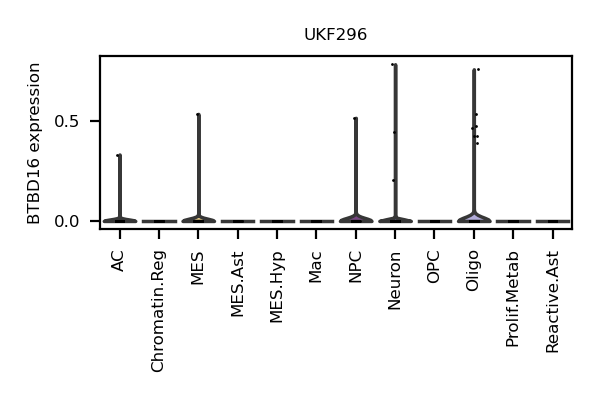 UKF296
BTBD16 expression
0.5
0.0
AC
Chromatin.Reg
MES
MES.Ast
MES.Hyp
Mac
NPC
Neuron
OPC
Oligo
Prolif.Metab
Reactive.Ast